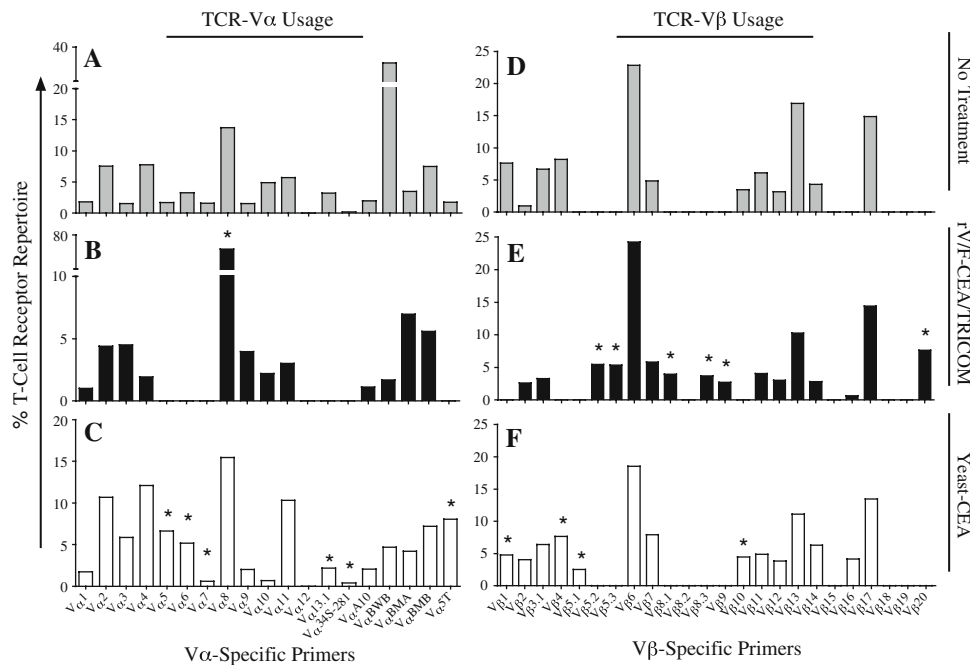 TCR-Vα Usage
TCR-Vβ Usage
% T-Cell Receptor Repertoire
A
40
20
15
10
5
0
D
25
20
15
10
5
0
No Treatment
B
80
10
5
0
*
E
25
20
15
10
5
0
* * * * * *
rV/F-CEA/TRICOM
C
20
15
10
5
0
* * * * * *
F
25
20
15
10
5
0
* * * *
Yeast-CEA
Vα1 Vα2 Vα3 Vα4 Vα5 Vα6 Vα7 Vα8 Vα9 Vα10 Vα11 Vα12 Vα13.1 Vα34S-281 VαA10 VαBWB VαBMA VαBMB Vα5T
Vβ1 Vβ2 Vβ3.1 Vβ4 Vβ5.1 Vβ5.2 Vβ5.3 Vβ6 Vβ7 Vβ8.1 Vβ8.2 Vβ8.3 Vβ9 Vβ10 Vβ11 Vβ12 Vβ13 Vβ14 Vβ15 Vβ16 Vβ17 Vβ18 Vβ19 Vβ20
Vα-Specific Primers
Vβ-Specific Primers